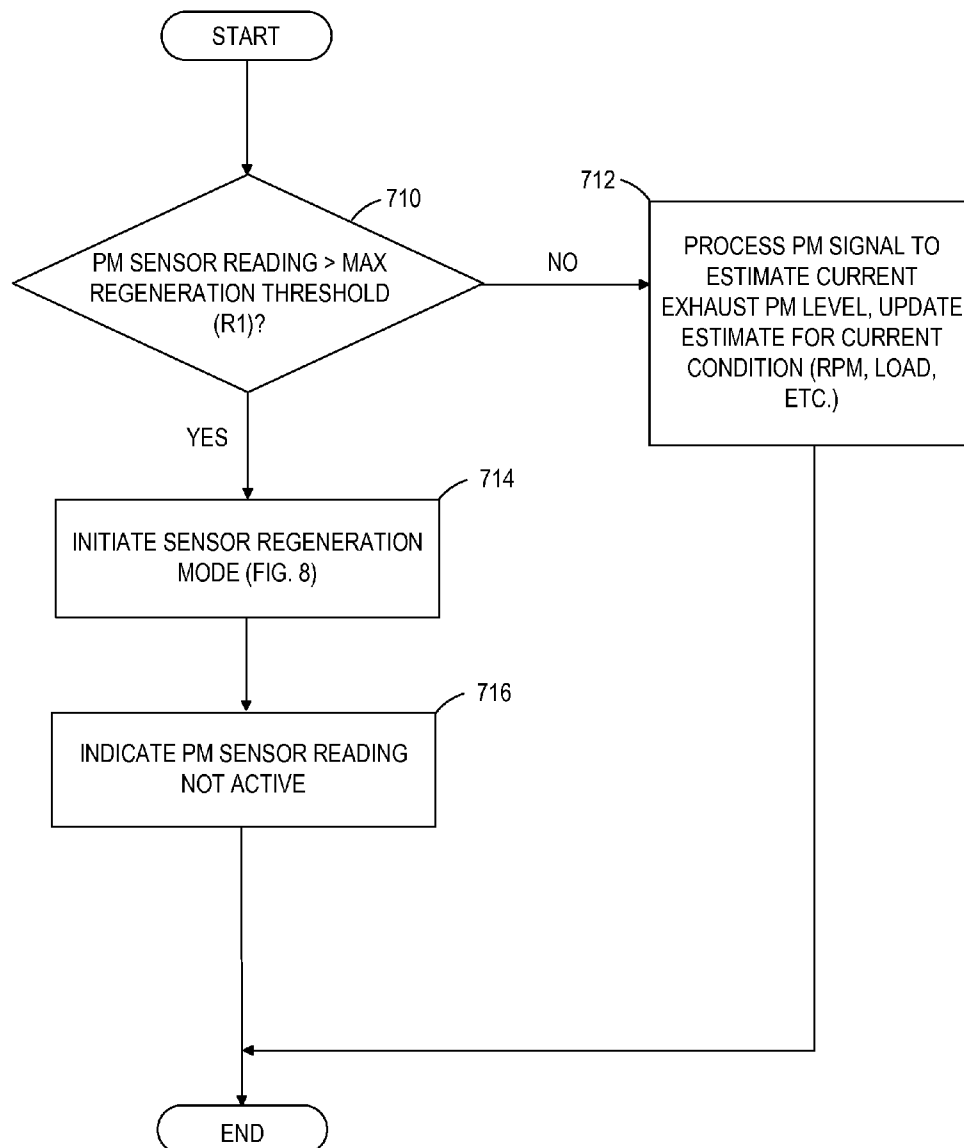 START
710
PM SENSOR READING > MAX
REGENERATION THRESHOLD
(R1)?
NO
712
PROCESS PM SIGNAL TO
ESTIMATE CURRENT
EXHAUST PM LEVEL, UPDATE
ESTIMATE FOR CURRENT
CONDITION (RPM, LOAD,
ETC.)
YES
714
INITIATE SENSOR REGENERATION
MODE (FIG. 8)
716
INDICATE PM SENSOR READING
NOT ACTIVE
END